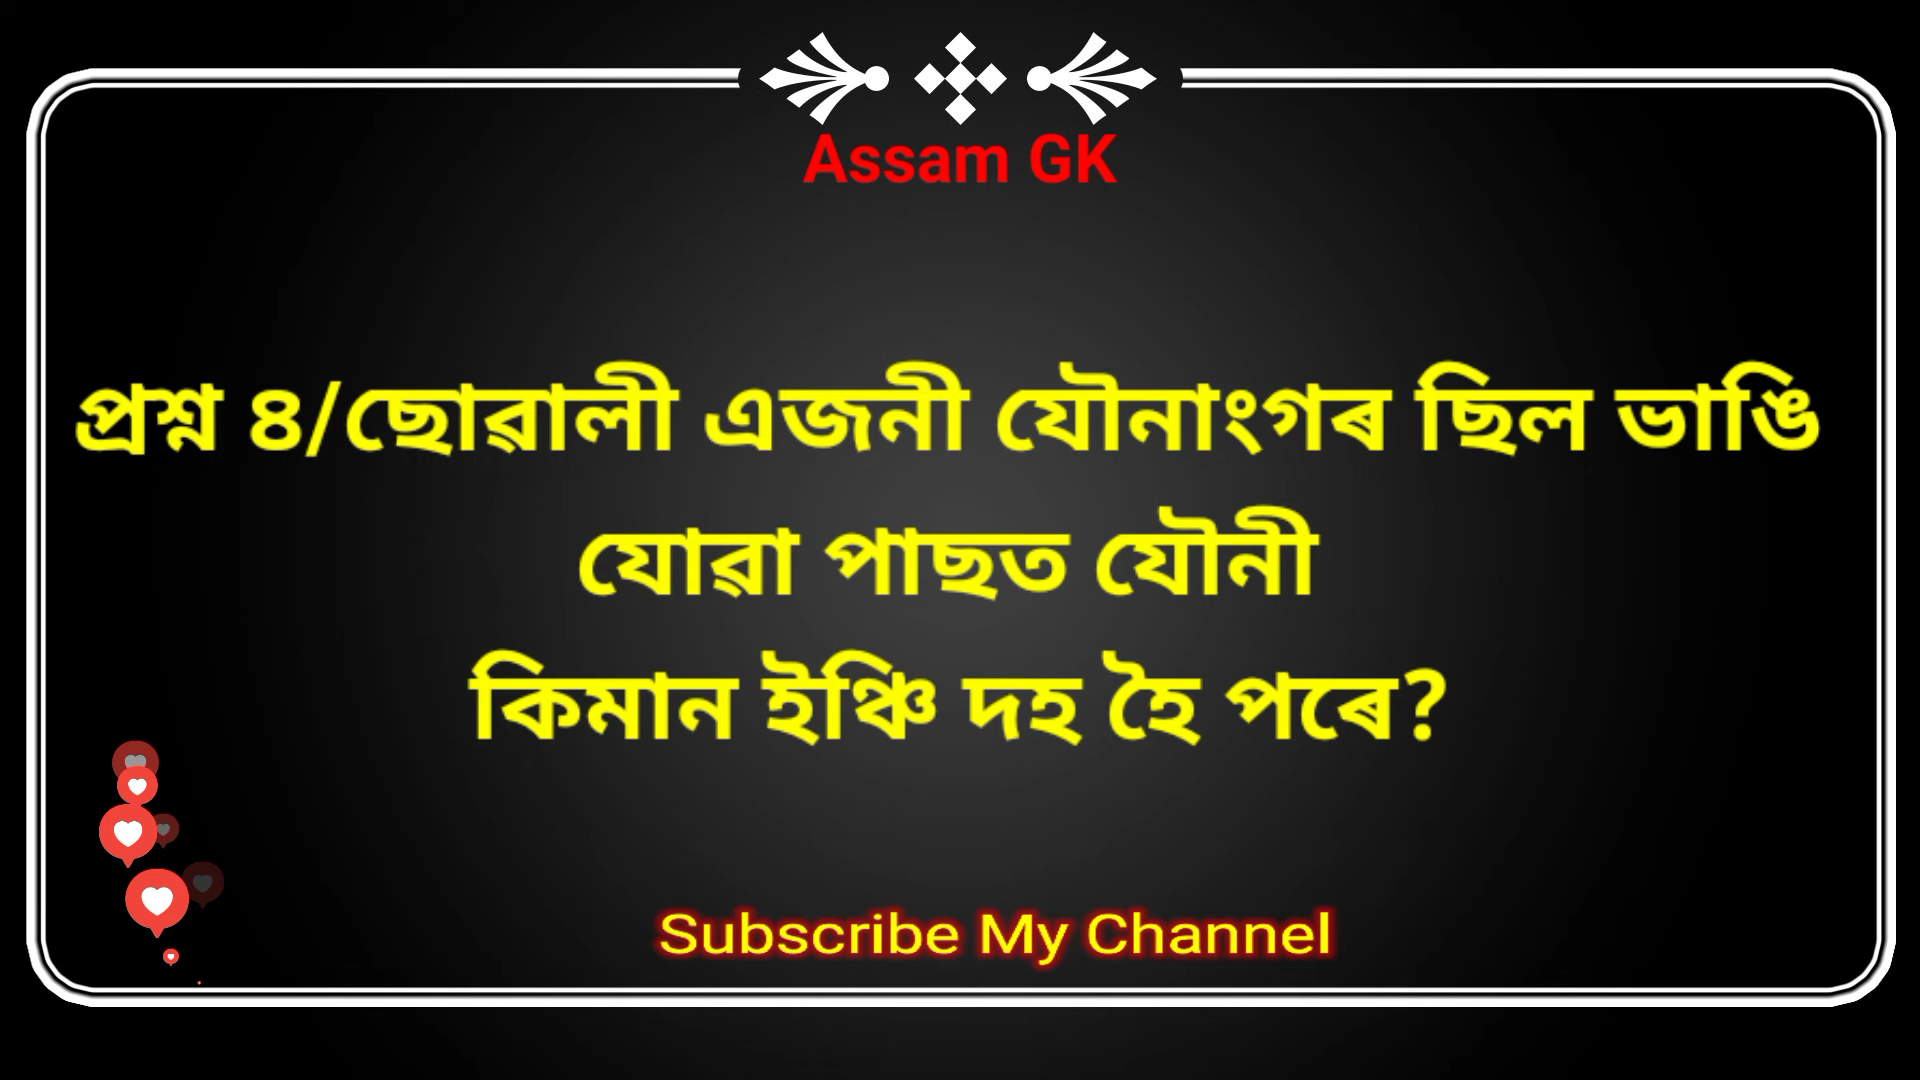 Assam GK
প্ৰশ্ন ৪/ছোৱালী এজনী যৌনাংগৰ ছিল ভাঙি
যোৱা পাছত যৌনী
কিমান ইঞ্চি দহ হৈ পৰে?
Subscribe My Channel